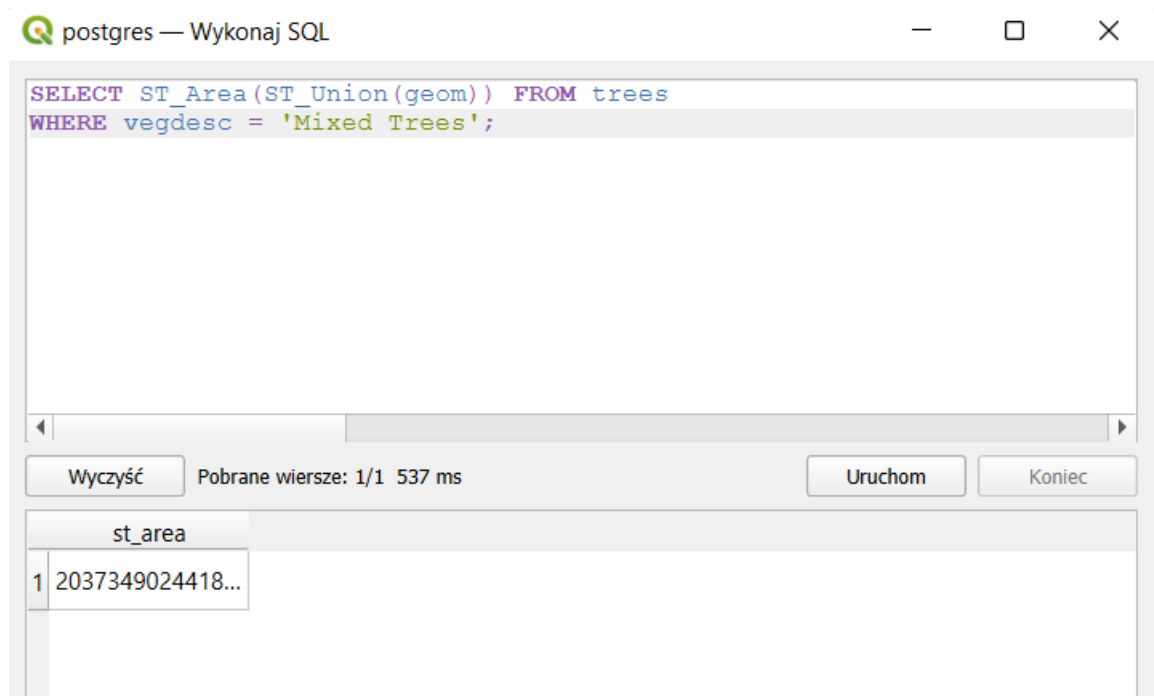 postgres — Wykonaj SQL
SELECT ST_Area(ST_Union(geom)) FROM trees
WHERE vegdesc = 'Mixed Trees';
Wyczyść Pobrane wiersze: 1/1 537 ms Uruchom Koniec
st_area
1 2037349024418...